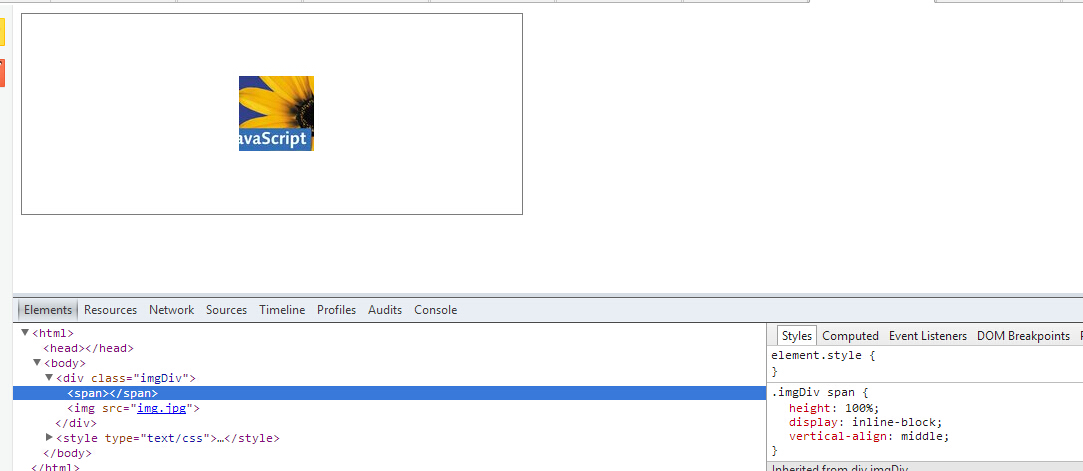 avaScript
Elements Resources Network Sources Timeline Profiles Audits Console
▼<html>
<head></head>
▼<body>
▼<div class="imgDiv">
<span></span>
<img src="img.jpg">
</div>
▶<style type="text/css">…</style>
</body>
</html>
Styles Computed Event Listeners DOM Breakpoints
element.style {
}
.imgDiv span {
height: 100%;
display: inline-block;
vertical-align: middle;
}
Inherited from div.imgDiv